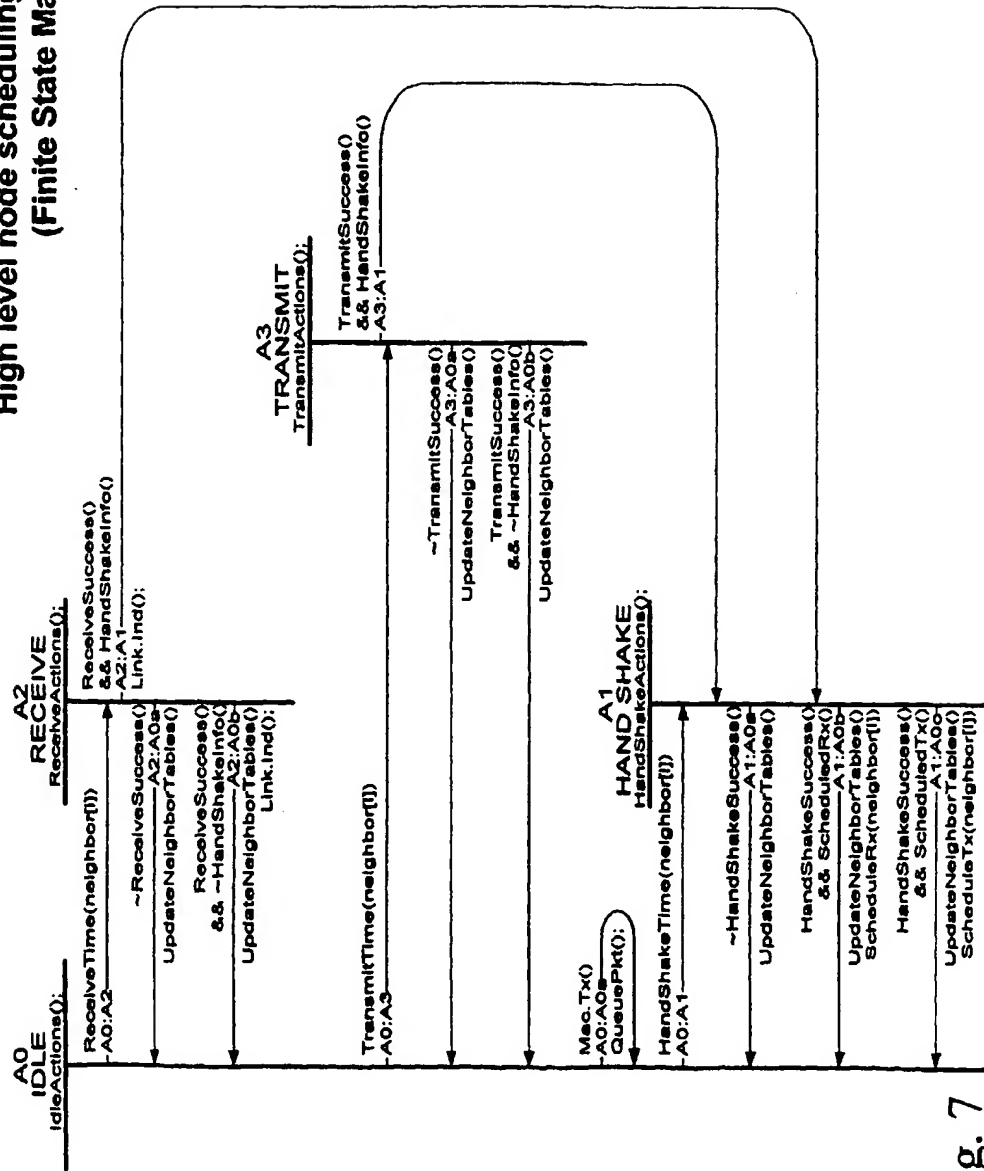 High level node scheduling
(Finite State Ma
A0
IDLE
IdleActions();
A2
RECEIVE
ReceiveActions();
ReceiveTime(neighbor[i])
A0:A2
ReceiveSuccess()
&& HandShakeInfo()
A2:A1
Link.Ind();
~ReceiveSuccess()
A2:A0a
UpdateNeighborTables()
ReceiveSuccess()
&& ~HandShakeInfo()
A2:A0b
UpdateNeighborTables()
Link.Ind();
A3
TRANSMIT
TransmitActions();
TransmitTime(neighbor[i])
A0:A3
TransmitSuccess()
&& HandShakeInfo()
A3:A1
~TransmitSuccess()
A3:A0a
UpdateNeighborTables()
TransmitSuccess()
&& ~HandShakeInfo()
A3:A0b
UpdateNeighborTables()
Mac.Tx()
A0:A0a
QueuePkt();
A1
HAND SHAKE
HandShakeActions();
HandShakeTime(neighbor[i])
A0:A1
~HandShakeSuccess()
A1:A0a
UpdateNeighborTables()
HandShakeSuccess()
&& ScheduledRx()
A1:A0b
UpdateNeighborTables()
ScheduleRx(neighbor[i])
HandShakeSuccess()
&& ScheduledTx()
A1:A0c
UpdateNeighborTables()
ScheduleTx(neighbor[i])
g. 7